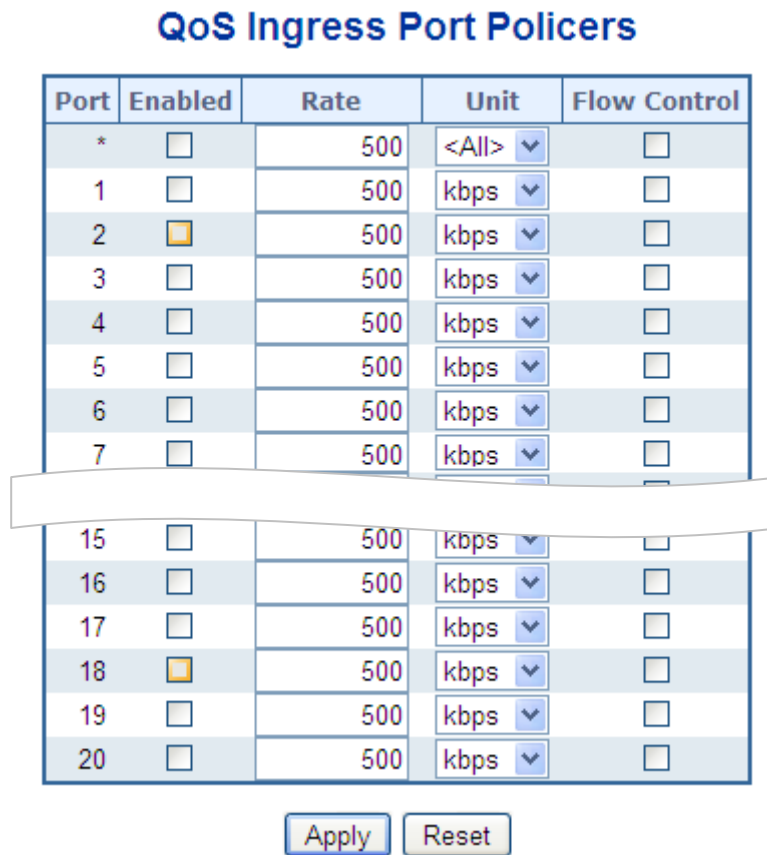 QoS Ingress Port Policers
Port Enabled Rate Unit Flow Control
* 500 <All>
1 500 kbps
2 500 kbps
3 500 kbps
4 500 kbps
5 500 kbps
6 500 kbps
7 500 kbps
15 500 kbps
16 500 kbps
17 500 kbps
18 500 kbps
19 500 kbps
20 500 kbps
Apply Reset